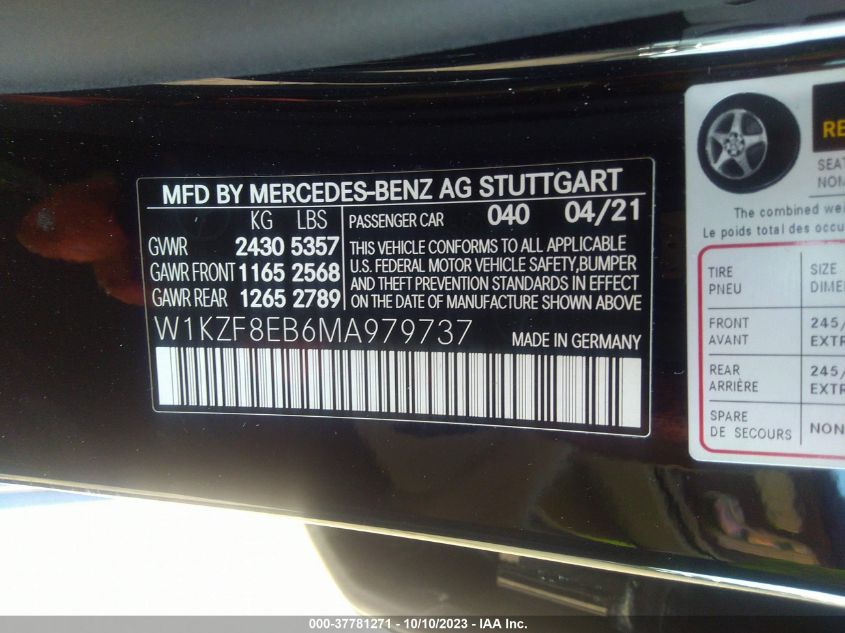 MFD BY MERCEDES-BENZ AG STUTTGART
KG LBS PASSENGER CAR 040 04/21
GVWR 2430 5357
GAWR FRONT 1165 2568
GAWR REAR 1265 2789
THIS VEHICLE CONFORMS TO ALL APPLICABLE
U.S. FEDERAL MOTOR VEHICLE SAFETY,BUMPER
AND THEFT PREVENTION STANDARDS IN EFFECT
ON THE DATE OF MANUFACTURE SHOWN ABOVE
W1KZF8EB6MA979737 MADE IN GERMANY
The combined
Le poids total des
TIRE
PNEU
SIZE
FRONT
AVANT
245/
REAR
ARRIÈRE
245/
SPARE
DE SECOURS
000-37781271 - 10/10/2023 - IAA Inc.